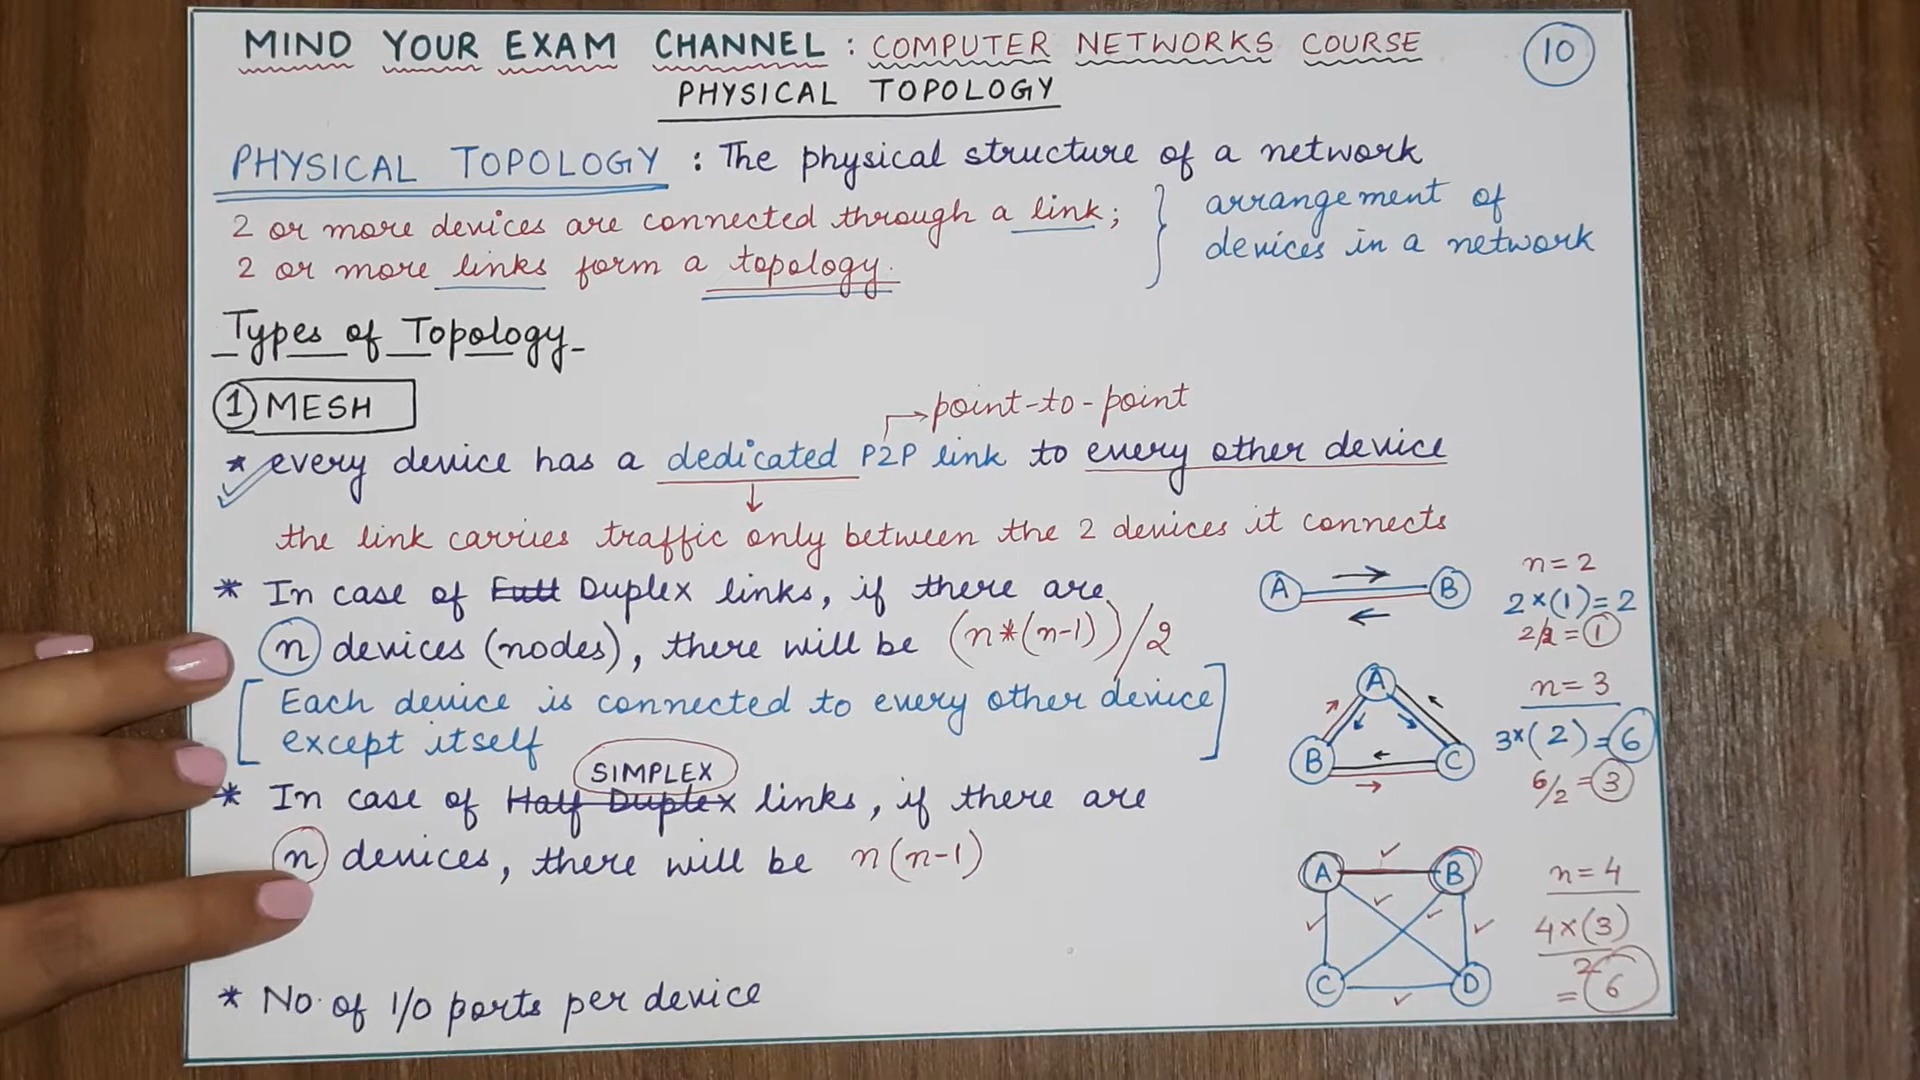 MIND YOUR EXAM CHANNEL : COMPUTER NETWORKS COURSE
10
PHYSICAL TOPOLOGY
PHYSICAL TOPOLOGY : The physical structure of a network
2 or more devices are connected through a link; } arrangement of
2 or more links form a topology. devices in a network
Types of Topology
① MESH
→ point-to-point
* every device has a dedicated P2P link to every other device
↓
the link carries traffic only between the 2 devices it connects
* In case of Full Duplex links, if there are
n devices (nodes), there will be (n*(n-1))/2
[Each device is connected to every other device
except itself]
SIMPLEX
* In case of Half Duplex links, if there are
n devices, there will be n(n-1)
* No. of I/O ports per device
A B
n=2
2*(1)=2
2/2=1
A
B C
n=3
3*(2)=6
6/2=3
A B
C D
n=4
4×(3)
2
=6